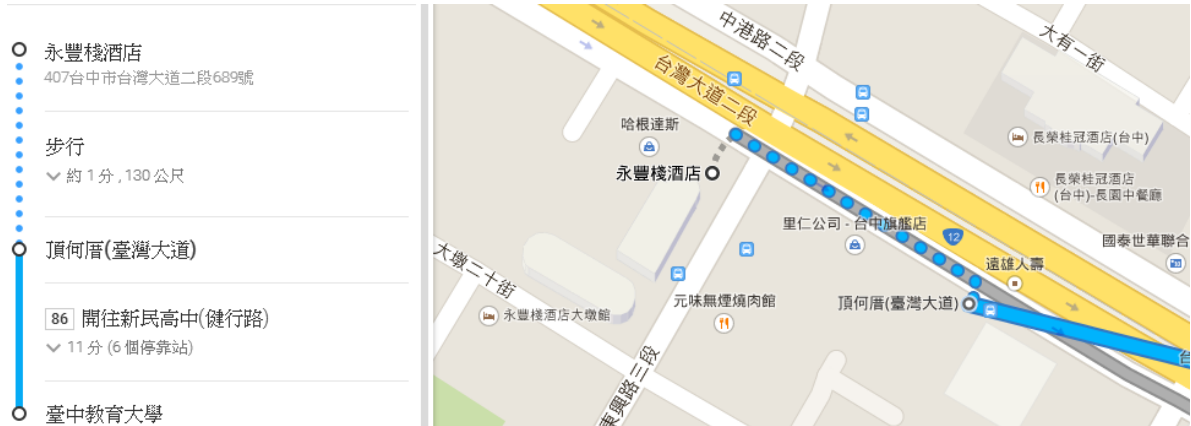 永豐棧酒店
407台中市台灣大道二段689號
步行
約 1 分 , 130 公尺
頂何厝(臺灣大道)
86 開往新民高中(健行路)
11 分 (6 個停靠站)
臺中教育大學
中港路二段
大有一街
台灣大道二段
哈根達斯
永豐棧酒店
長榮桂冠酒店(台中)
長榮桂冠酒店
(台中)-長園中餐廳
里仁公司 - 台中旗艦店
12
國泰世華聯合
遠雄人壽
大墩二十街
元味無煙燒肉館
頂何厝(臺灣大道)
永豐棧酒店大墩館
東興路三段
台